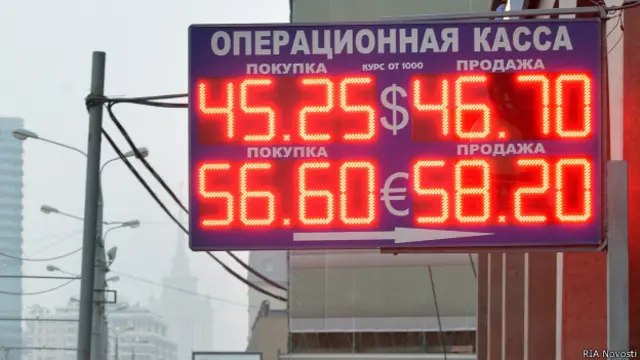 ОПЕРАЦИОННАЯ КАССА
ПОКУПКА КУРС ОТ 1000 ПРОДАЖА
45.25 $ 46.70
ПОКУПКА ПРОДАЖА
56.60 € 58.20
RIA Novosti